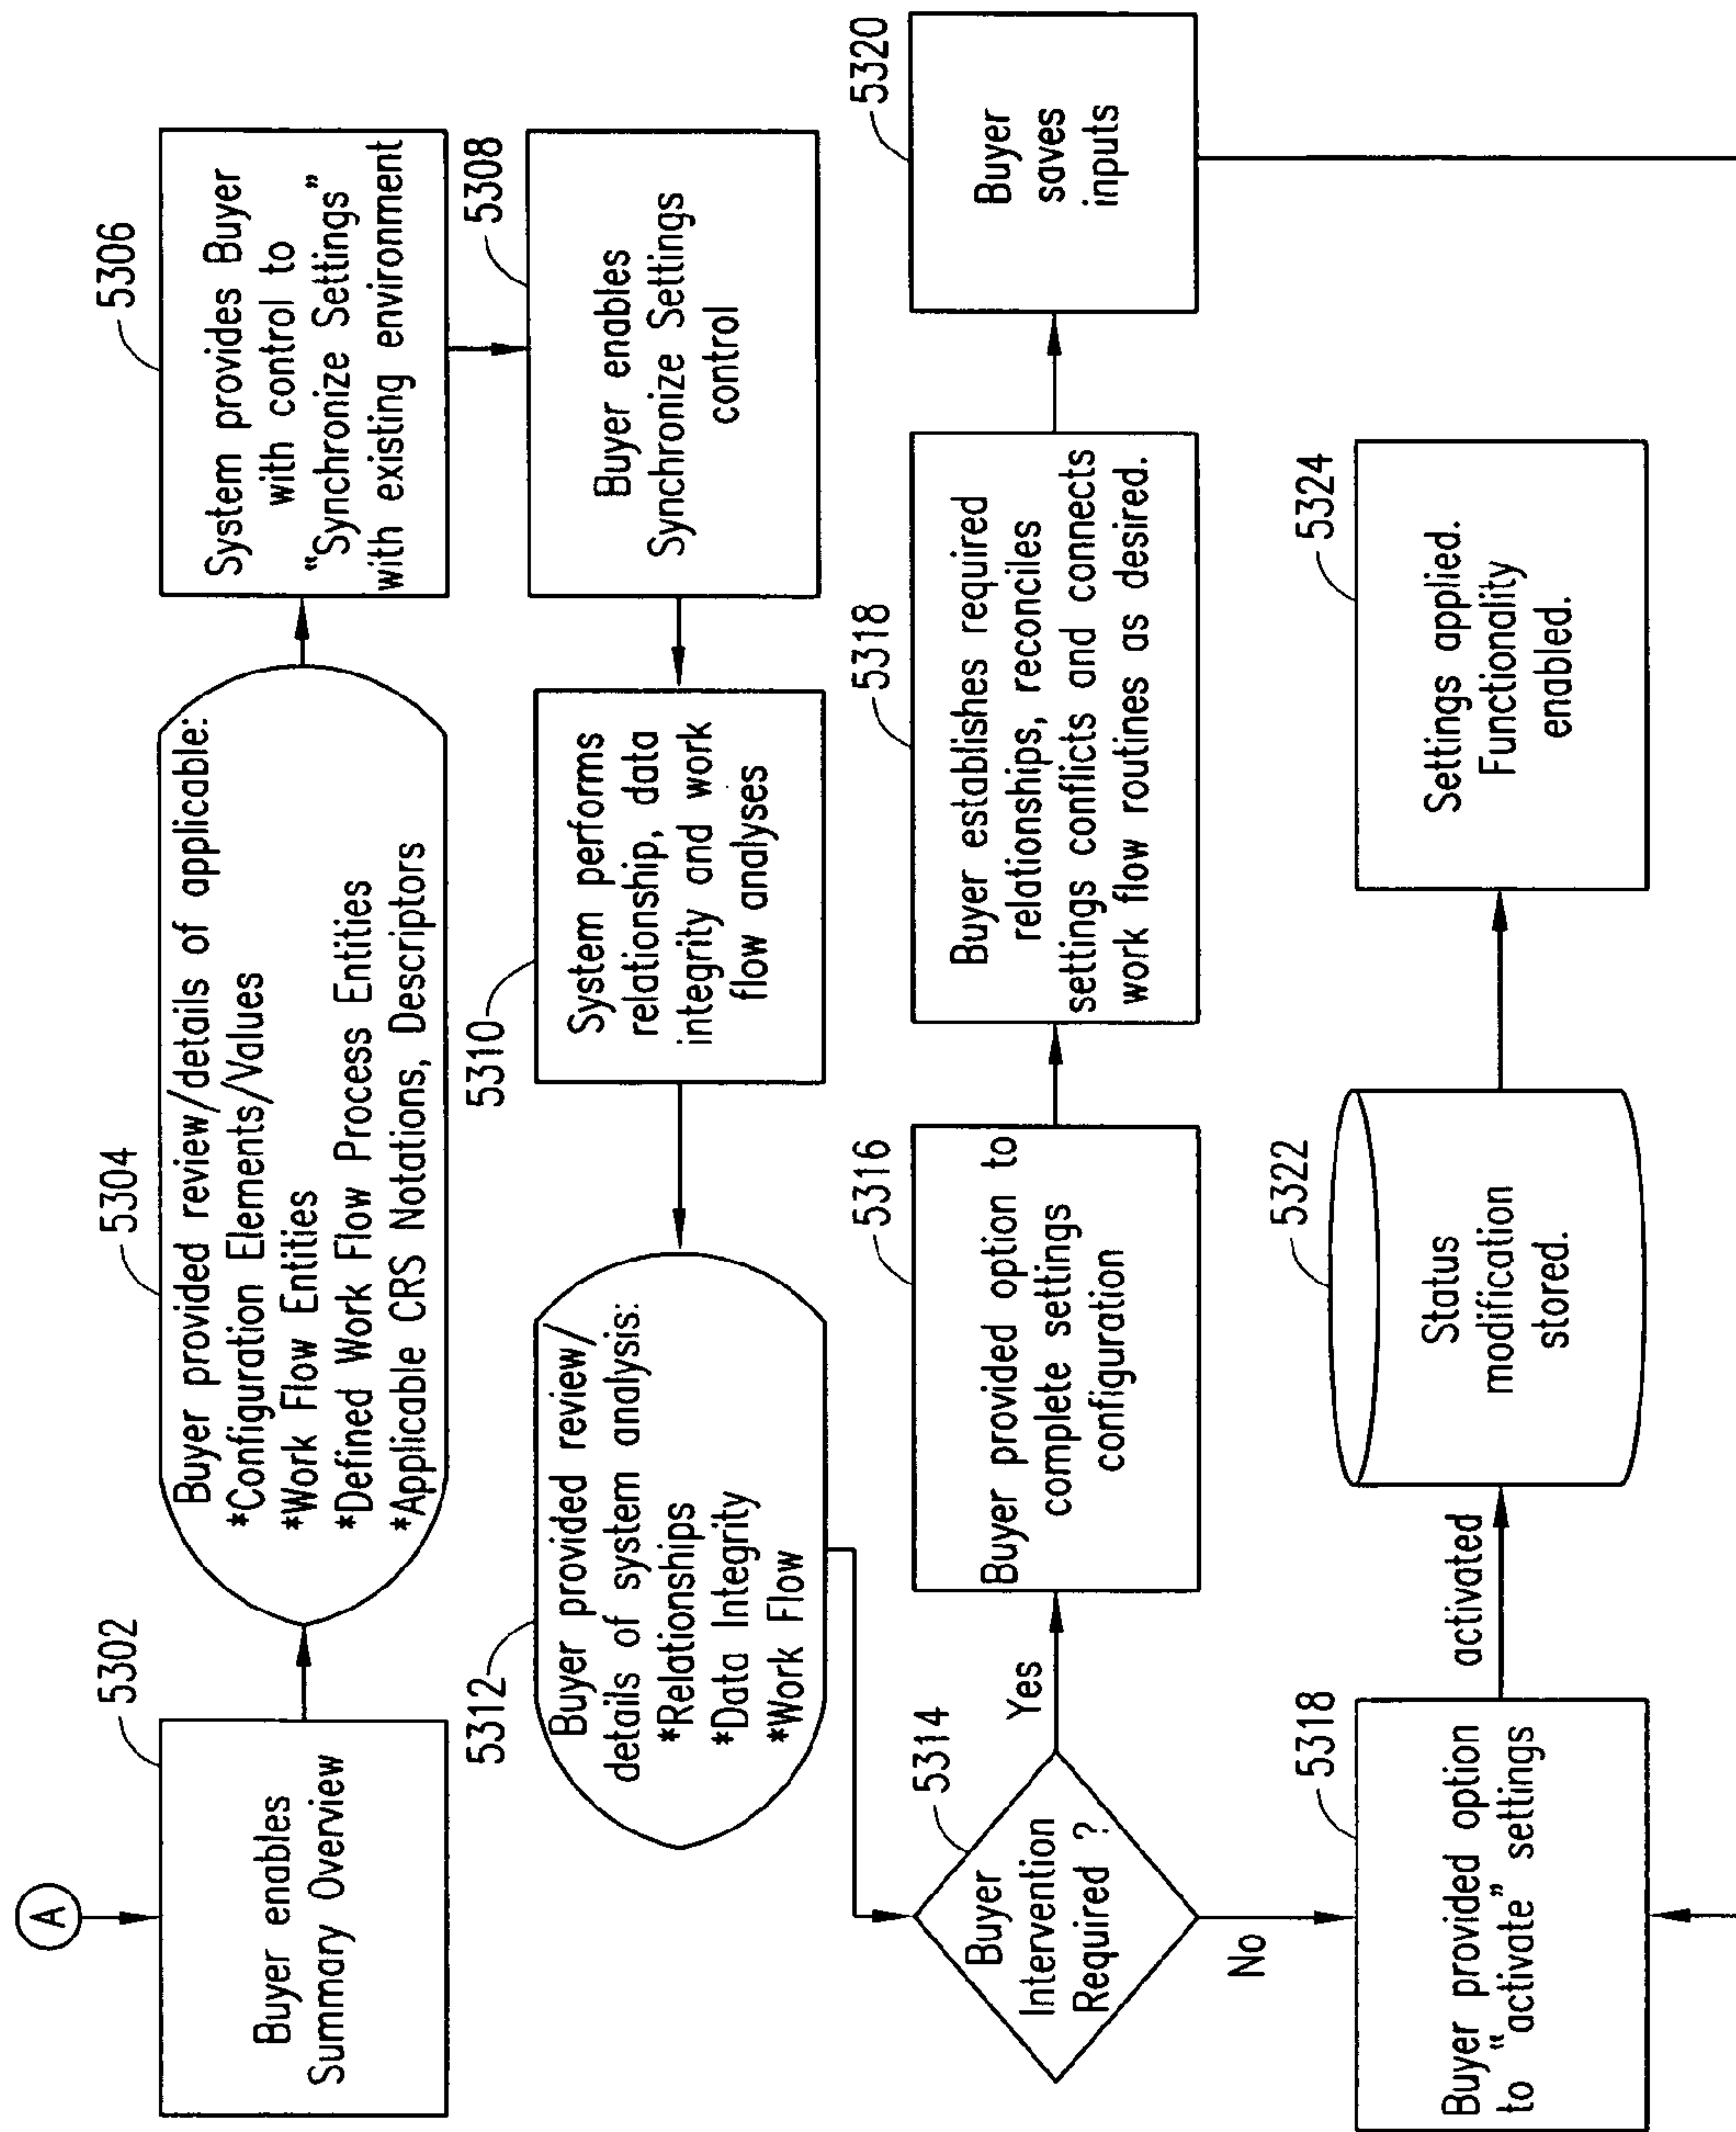 A
5302
Buyer enables
Summary Overview
5304
Buyer provided review/details of applicable:
*Configuration Elements/Values
*Work Flow Entities
*Defined Work Flow Process Entities
*Applicable CRS Notations, Descriptors
5306
System provides Buyer
with control to
"Synchronize Settings"
with existing environment
5308
Buyer enables
Synchronize Settings
control
5310
System performs
relationship, data
integrity and work
flow analyses
5312
Buyer provided review/
details of system analysis:
*Relationships
*Data Integrity
*Work Flow
5314
Buyer
Intervention
Required ?
Yes
No
5316
Buyer provided option to
complete settings
configuration
5318
Buyer establishes required
relationships, reconciles
settings conflicts and connects
work flow routines as desired.
5320
Buyer
saves
inputs
5318
Buyer provided option
to "activate" settings
activated
5322
Status
modification
stored.
5324
Settings applied.
Functionality
enabled.